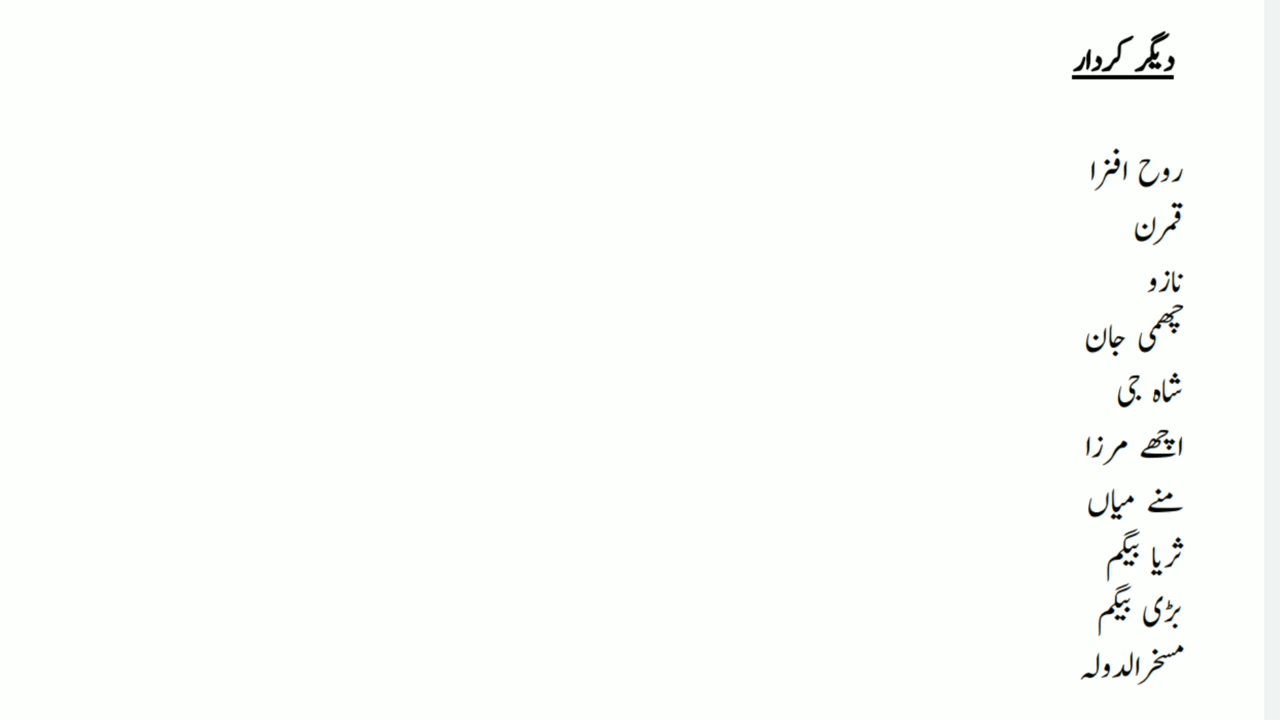 دیگر کردار
روح افزا
قمرن
نازو
چھمی جان
شاہ جی
اچھے مرزا
منے میاں
ثریا بیگم
بڑی بیگم
مسخرالدولہ